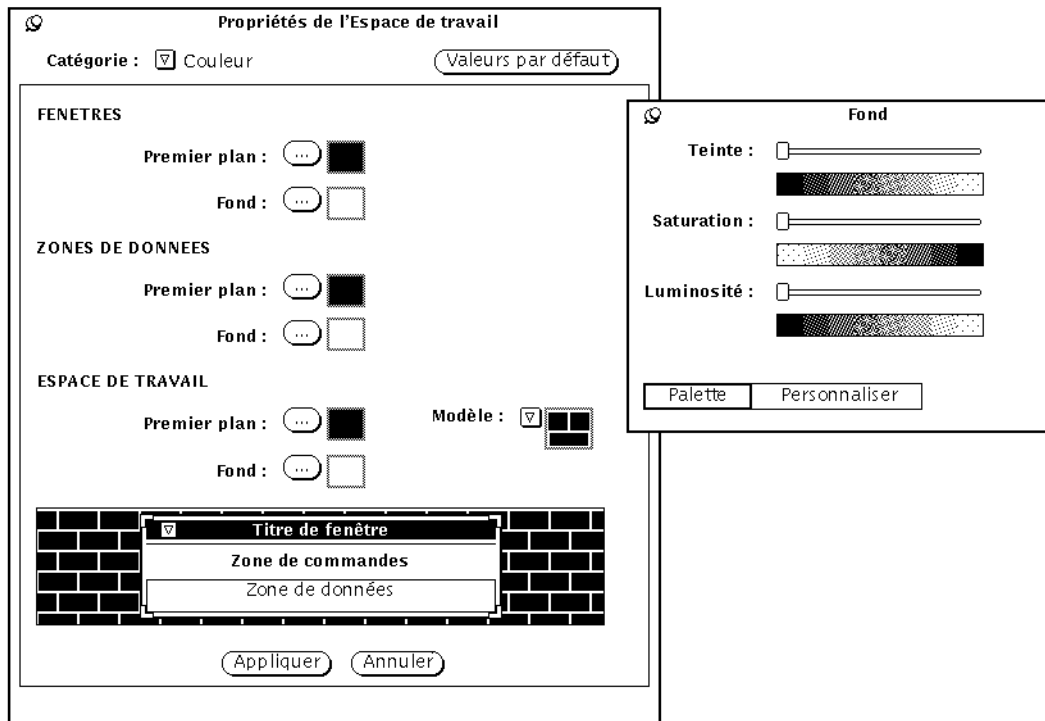 Propriétés de l'Espace de travail
Catégorie : Couleur
Valeurs par défaut
FENETRES
Premier plan : ...
Fond : ...
ZONES DE DONNEES
Premier plan : ...
Fond : ...
ESPACE DE TRAVAIL
Premier plan : ...
Modèle :
Fond : ...
Titre de fenêtre
Zone de commandes
Zone de données
Appliquer
Annuler
Fond
Teinte :
Saturation :
Luminosité :
Palette
Personnaliser